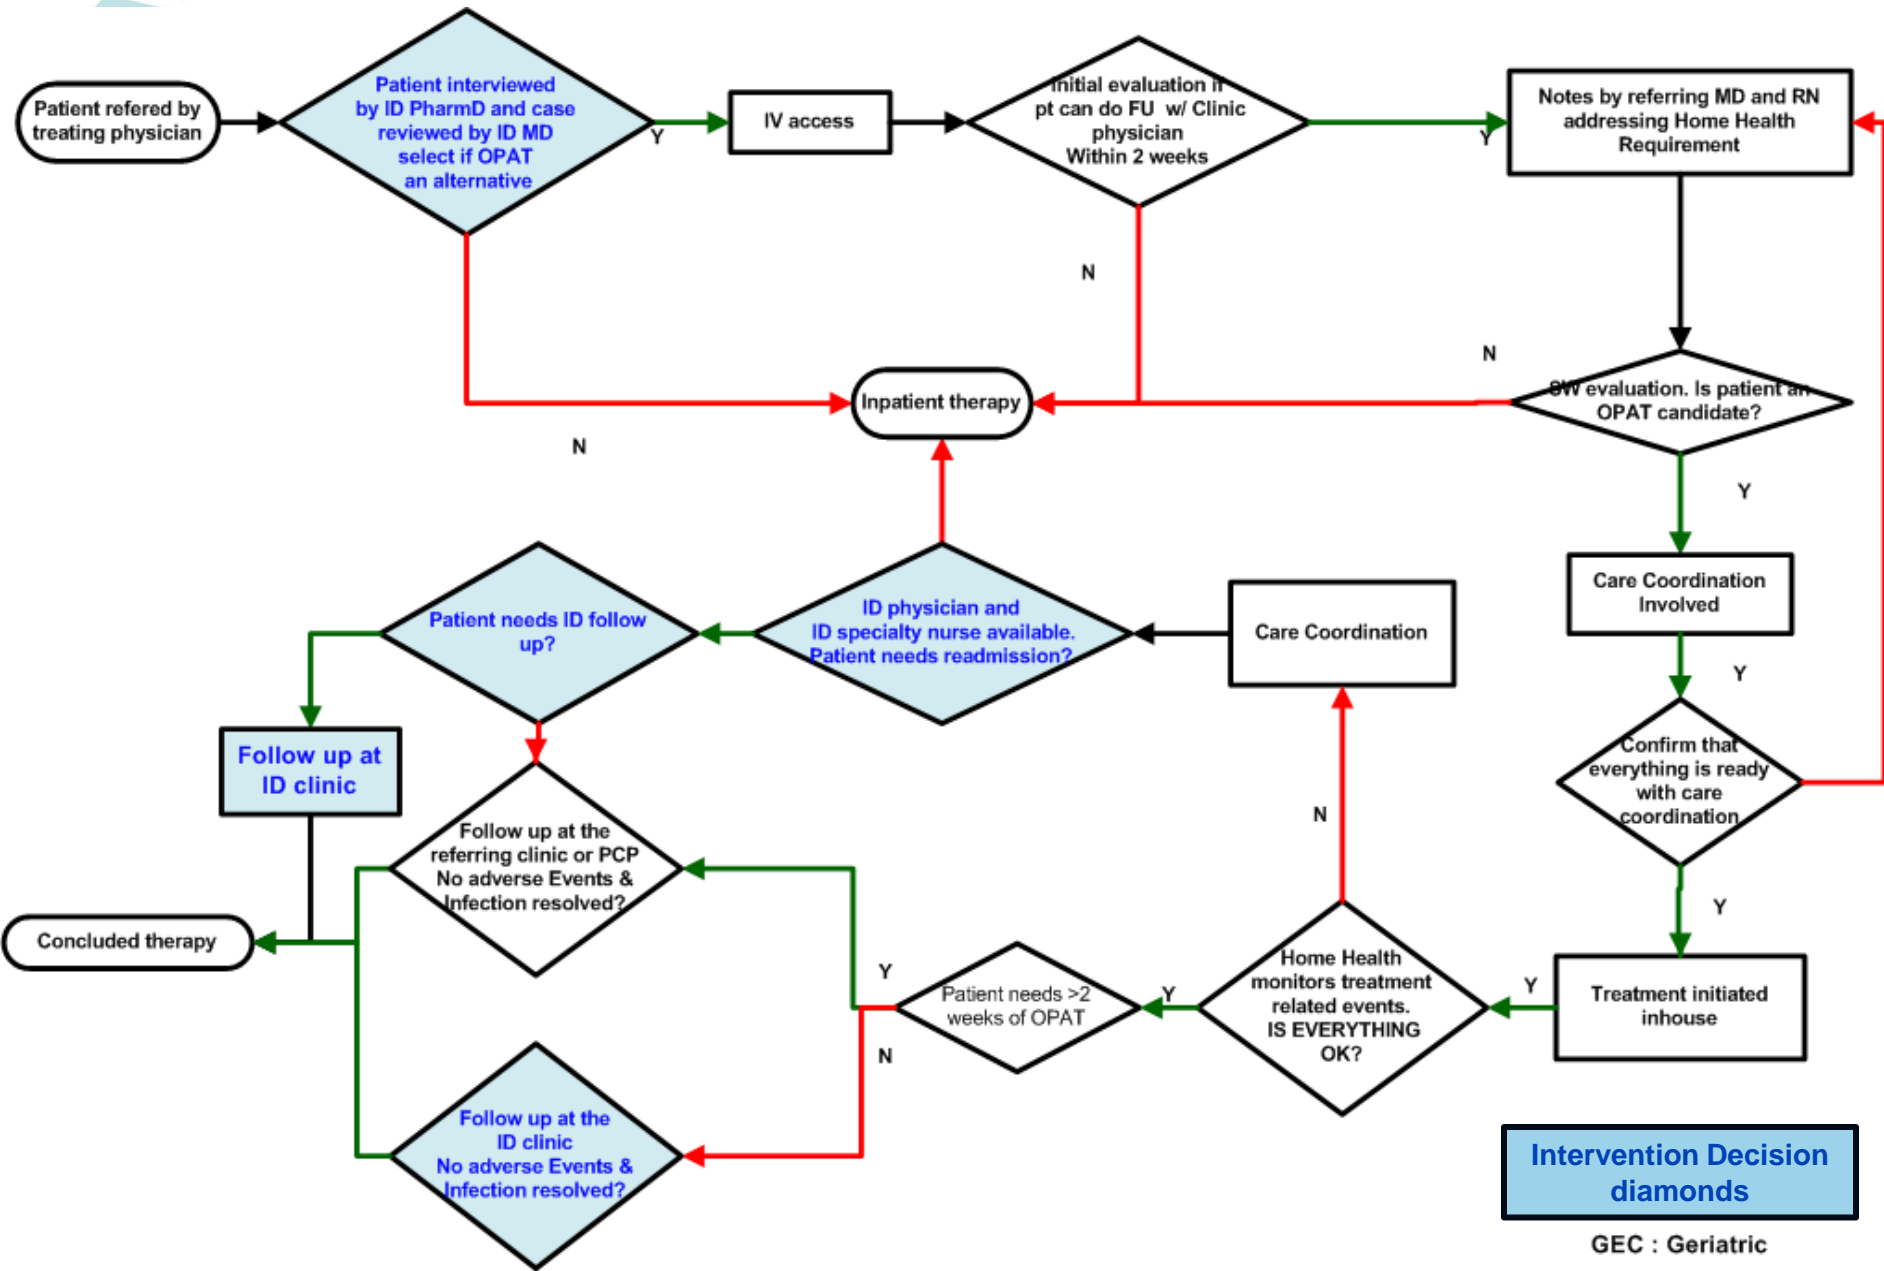 Patient refered by
treating physician
Patient interviewed
by ID PharmD and case
reviewed by ID MD
select if OPAT
an alternative
Y
IV access
Initial evaluation if
pt can do FU w/ Clinic
physician
Within 2 weeks
Y
Notes by referring MD and RN
addressing Home Health
Requirement
N
N
Inpatient therapy
SW evaluation. Is patient an
OPAT candidate?
N
Y
Patient needs ID follow
up?
ID physician and
ID specialty nurse available.
Patient needs readmission?
Care Coordination
Care Coordination
Involved
Y
Follow up at
ID clinic
Confirm that
everything is ready
with care
coordination
N
Follow up at the
referring clinic or PCP
No adverse Events &
Infection resolved?
Y
Concluded therapy
Y
Patient needs >2
weeks of OPAT
N
Y
Home Health
monitors treatment
related events.
IS EVERYTHING
OK?
Y
Treatment initiated
inhouse
Follow up at the
ID clinic
No adverse Events &
Infection resolved?
Intervention Decision
diamonds
GEC : Geriatric